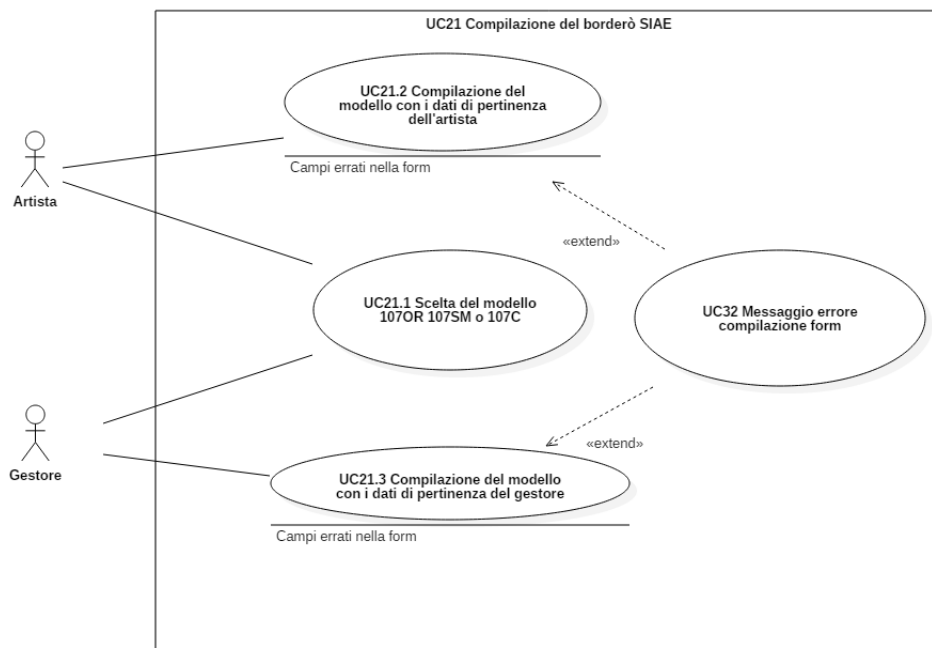 UC21 Compilazione del borderò SIAE
UC21.2 Compilazione del
modello con i dati di pertinenza
dell'artista
Campi errati nella form
Artista
«extend»
UC21.1 Scelta del modello
107OR 107SM o 107C
UC32 Messaggio errore
compilazione form
«extend»
Gestore
UC21.3 Compilazione del modello
con i dati di pertinenza del gestore
Campi errati nella form